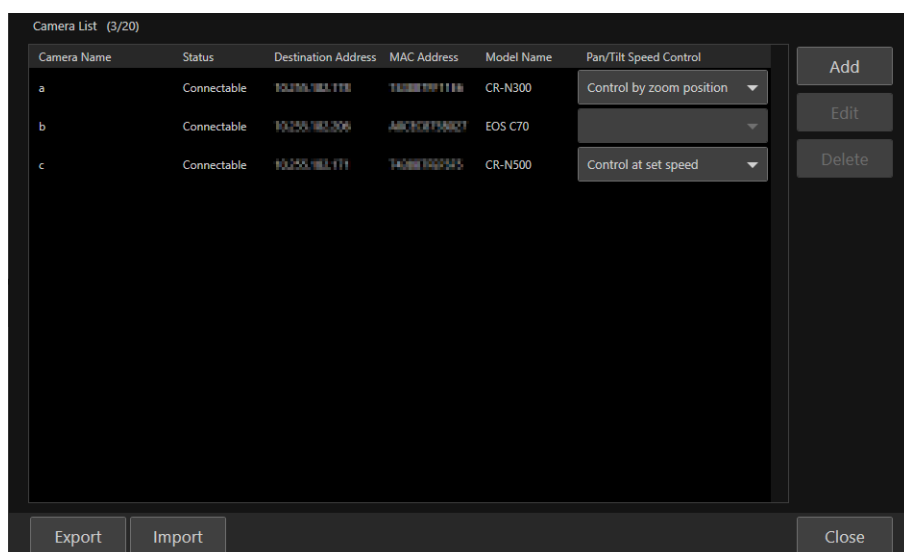 Camera List (3/20)
Camera Name Status Destination Address MAC Address Model Name Pan/Tilt Speed Control
a Connectable CR-N300 Control by zoom position
b Connectable EOS C70
c Connectable CR-N500 Control at set speed
Add
Edit
Delete
Export Import Close